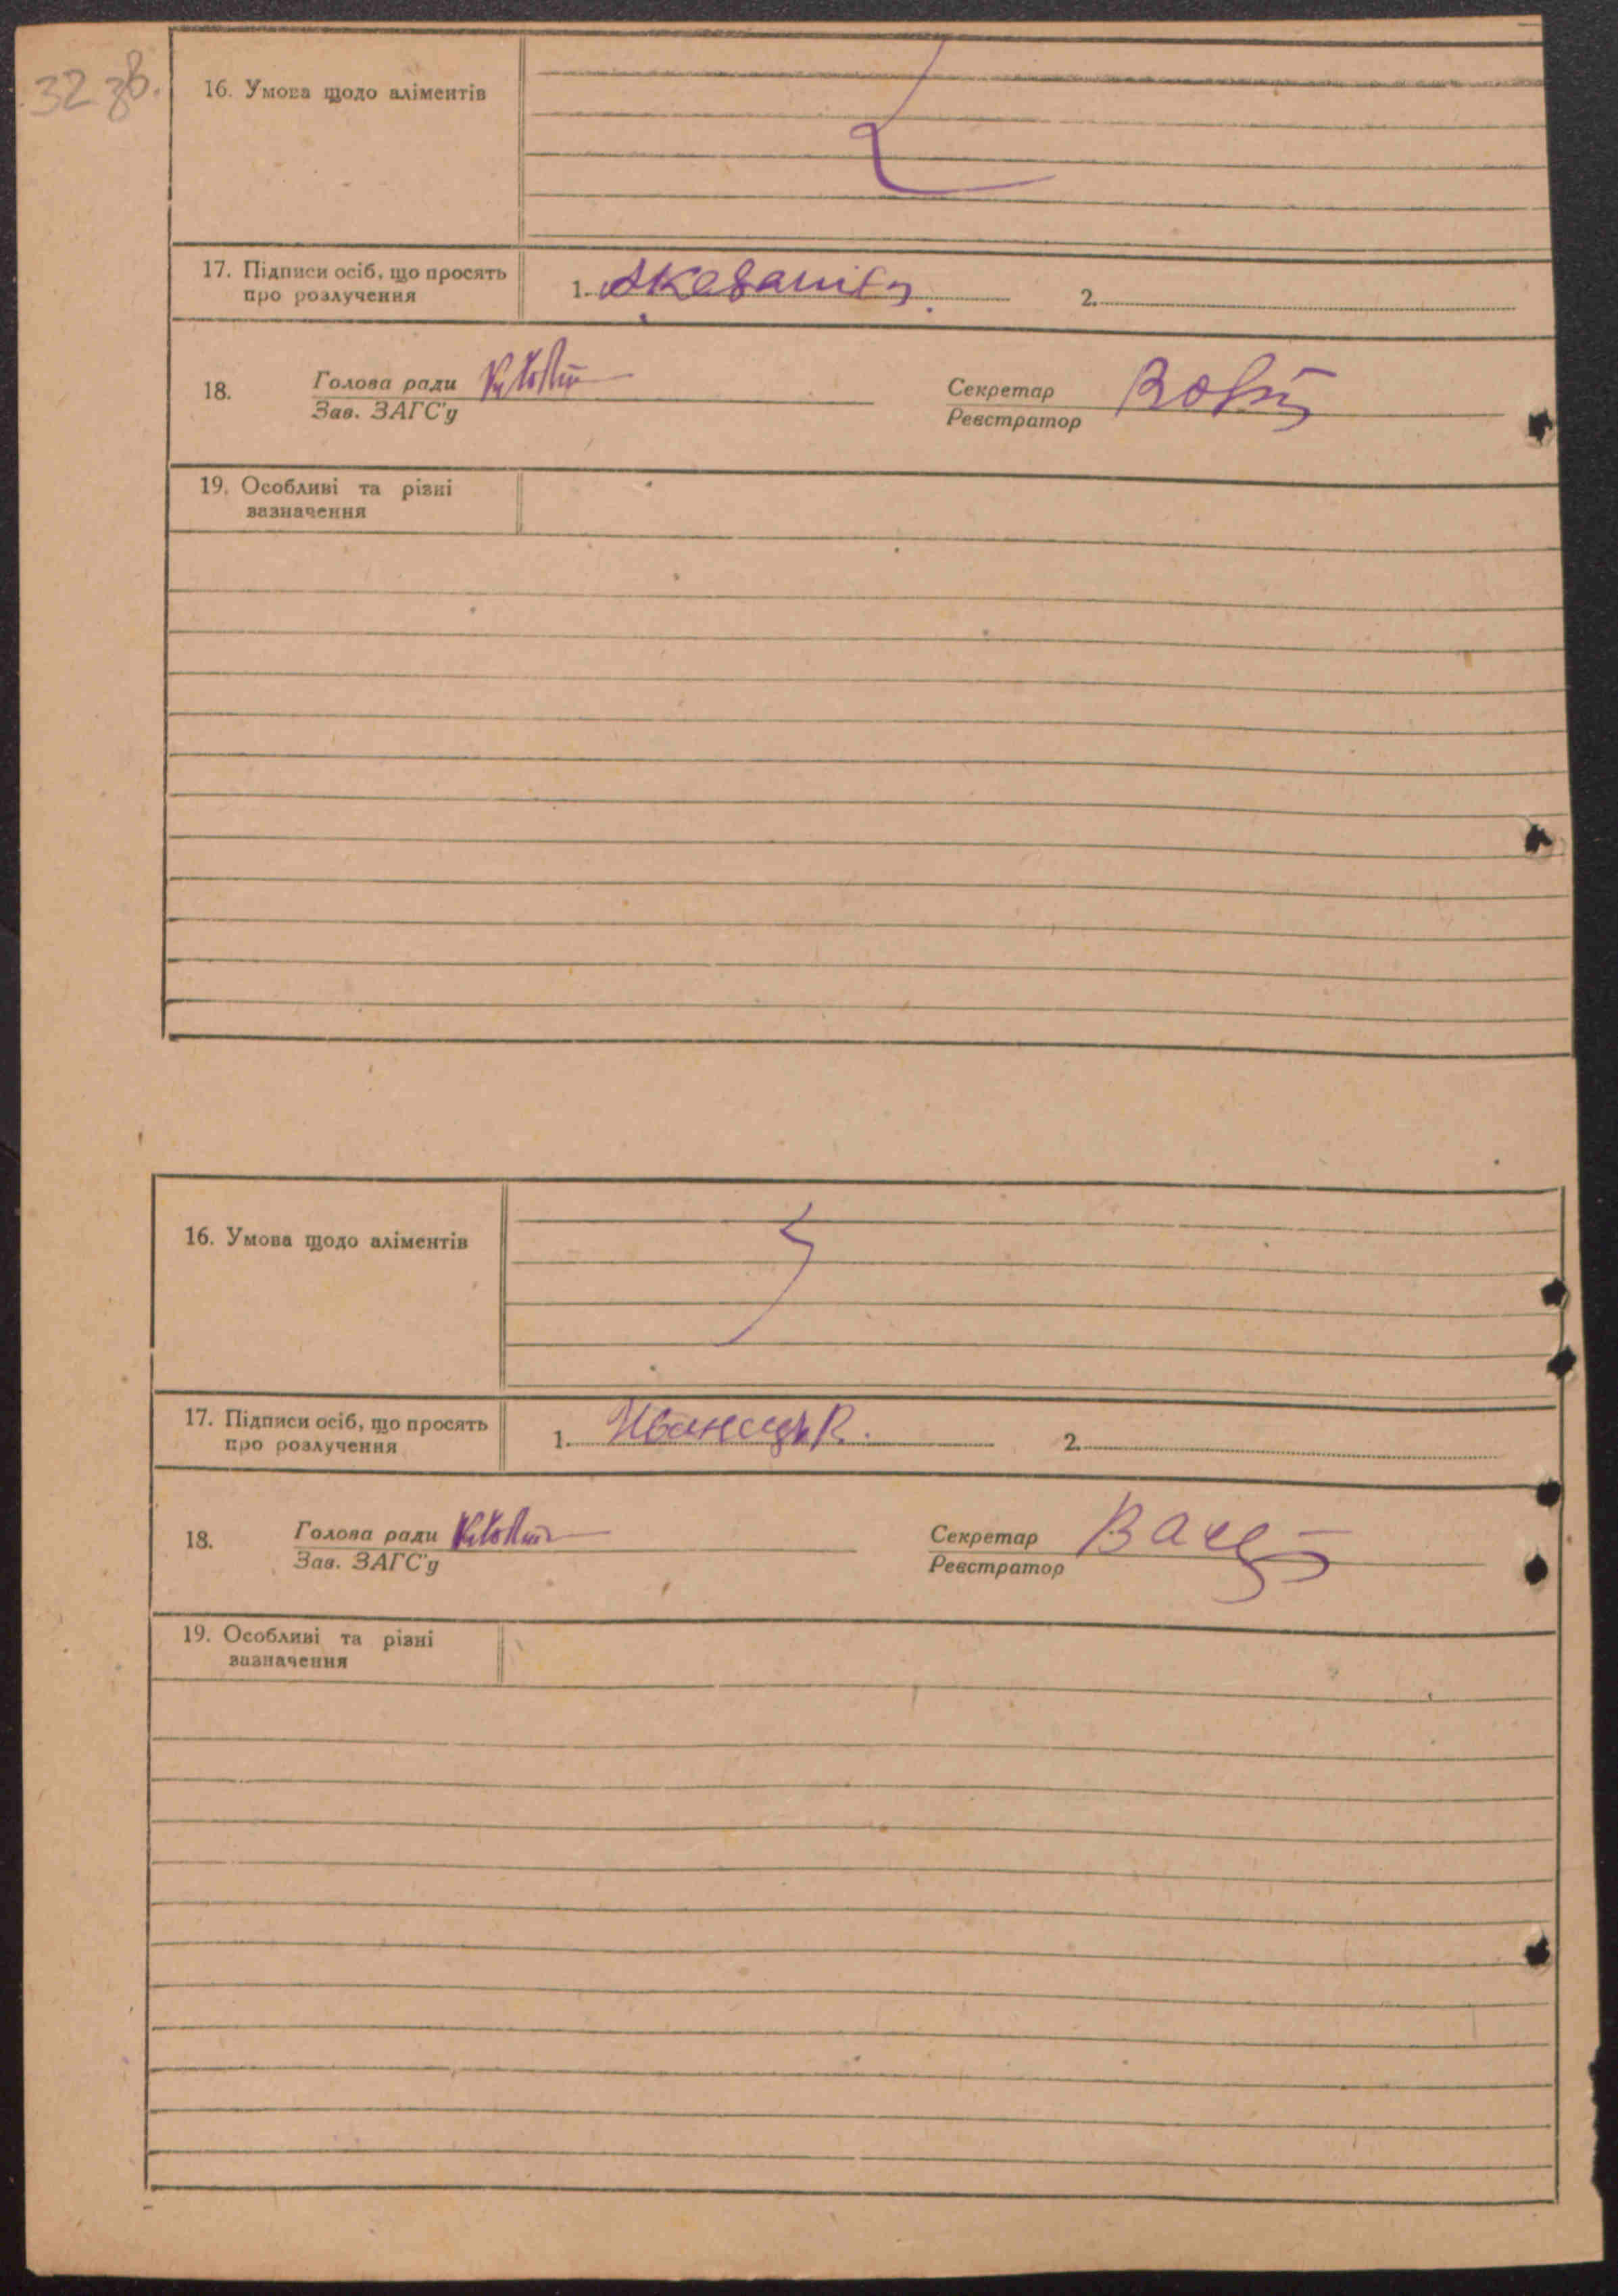 32 зв.
16. Умова щодо аліментів
17. Підписи осіб, що просять
про розлучення
1.
2.
18.
Голова ради
Зав. ЗАГС'у
Секретар
Реєстратор
19. Особливі та різні
зазначення
16. Умова щодо аліментів
17. Підписи осіб, що просять
про розлучення
1.
2.
18.
Голова ради
Зав. ЗАГС'у
Секретар
Реєстратор
19. Особливі та різні
зазначення